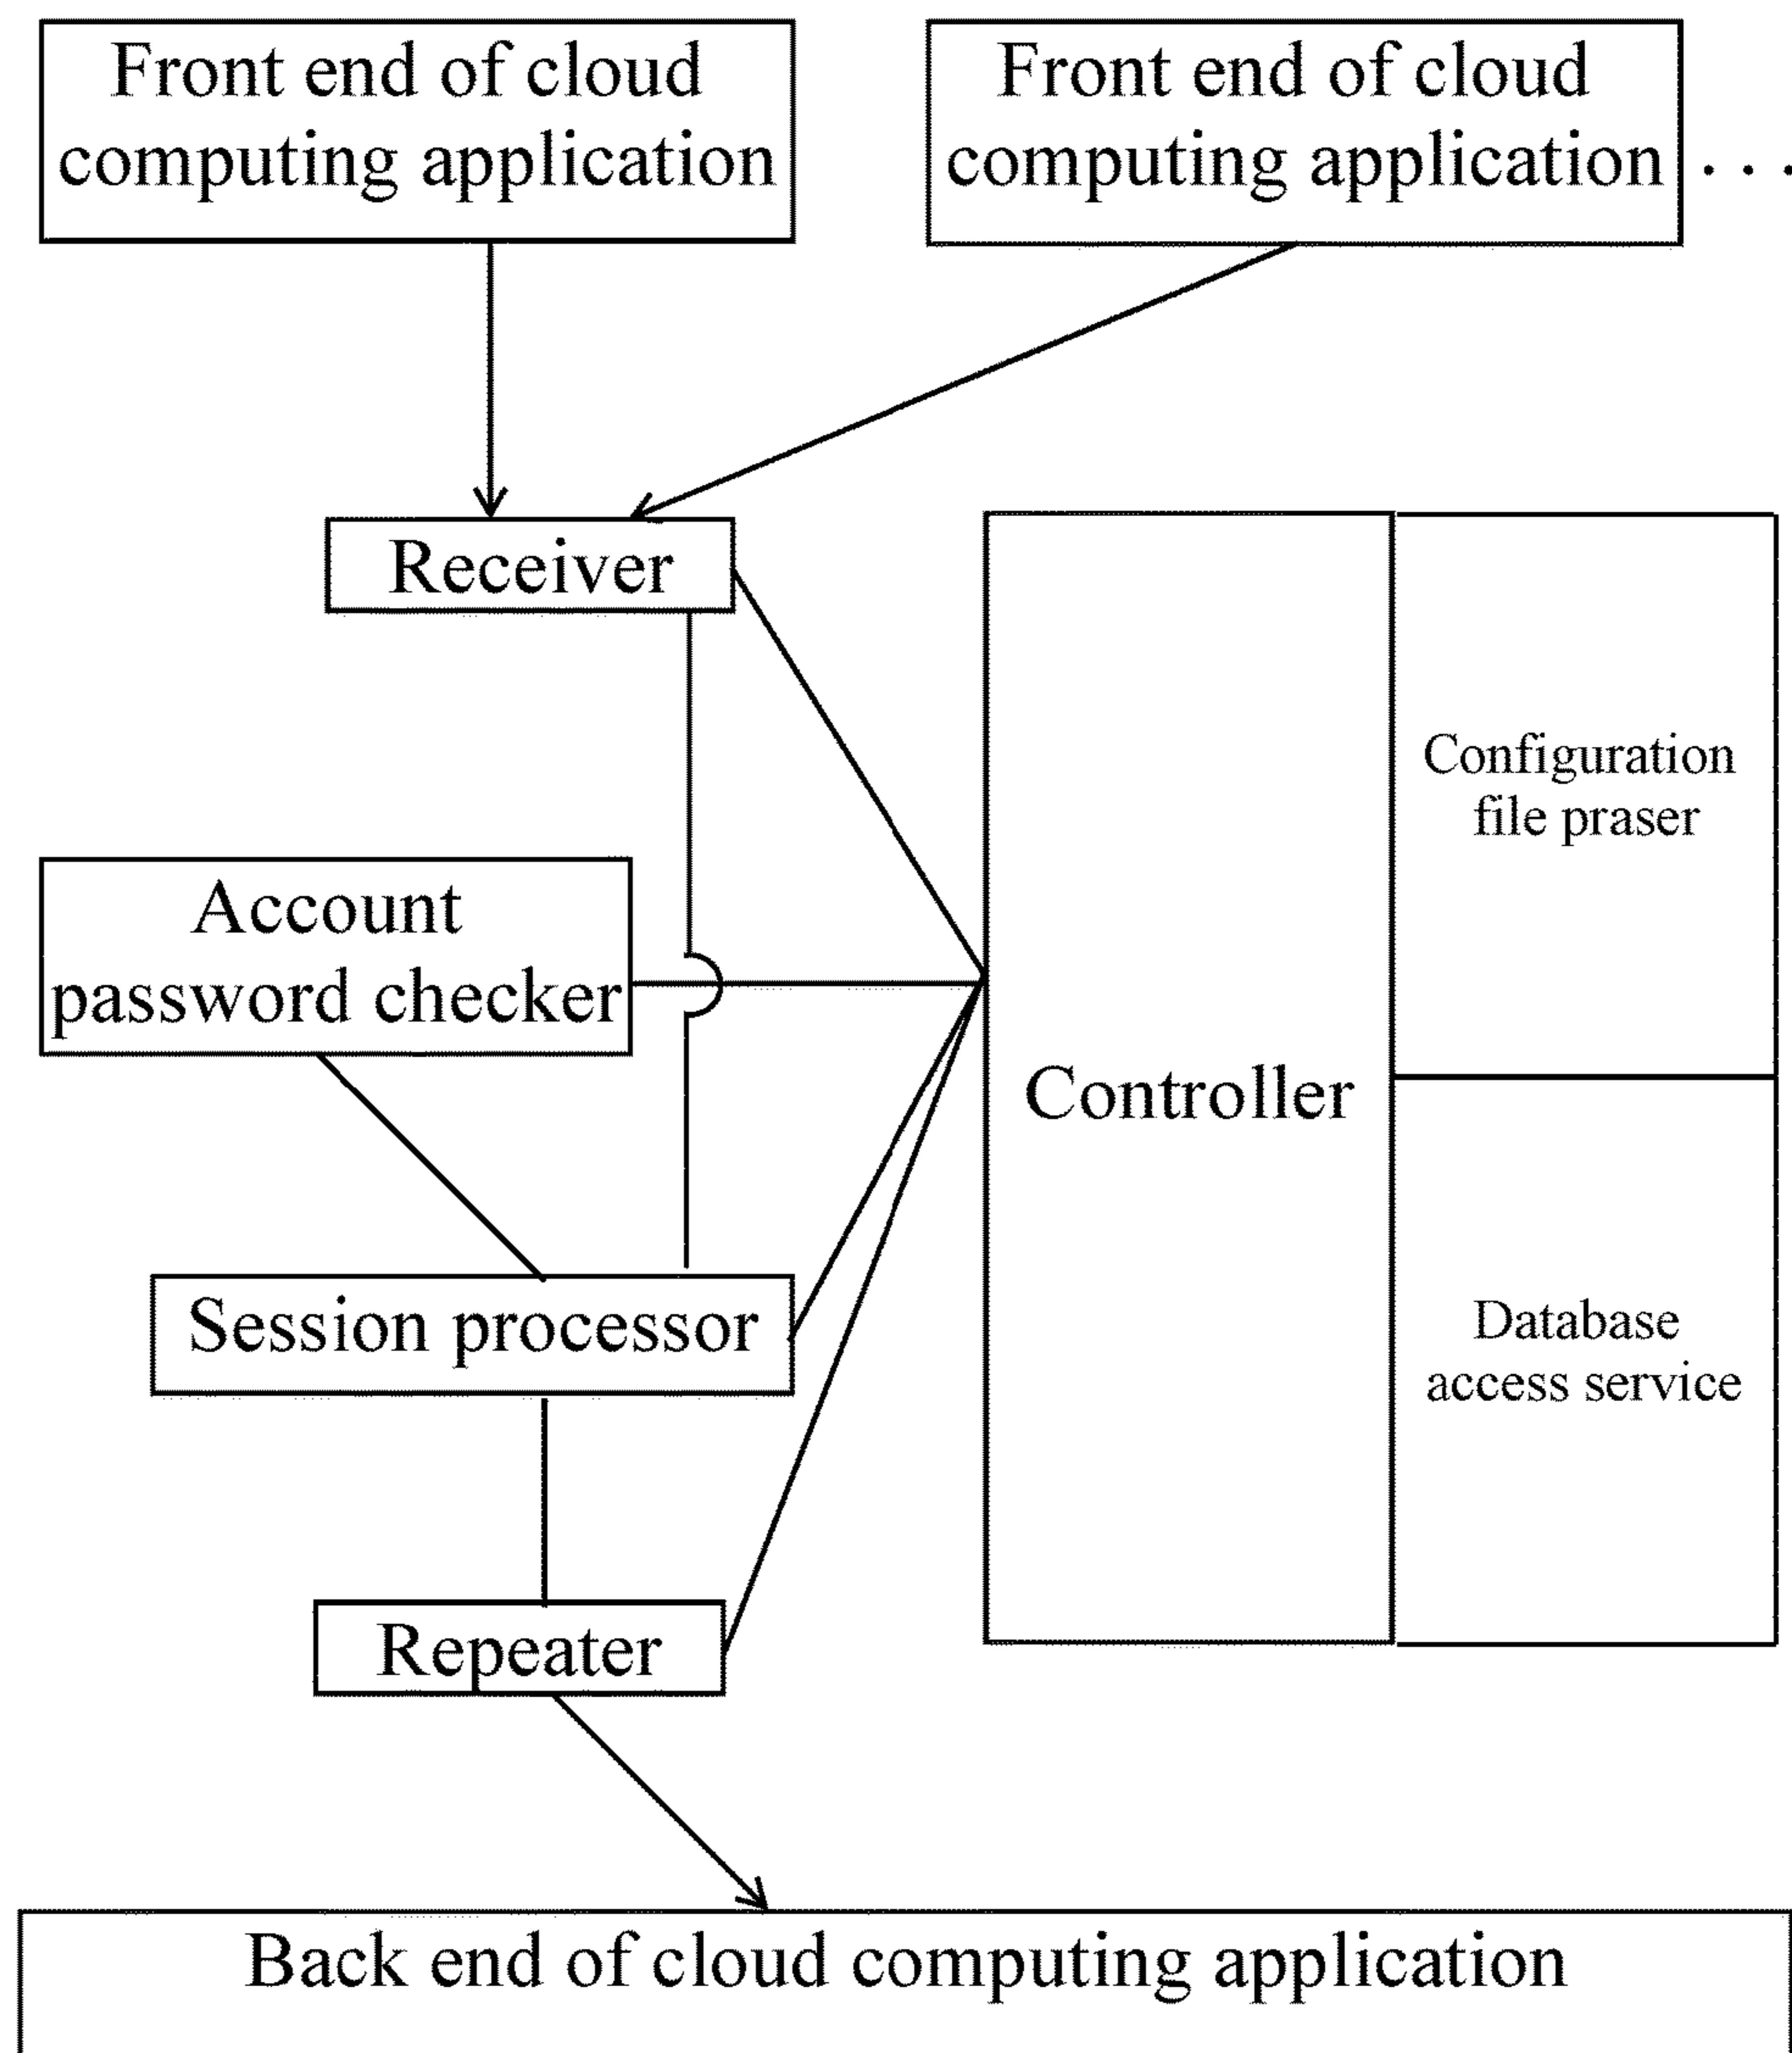 Front end of cloud
computing application
Front end of cloud
computing application
. . .
Receiver
Configuration
file praser
Account
password checker
Controller
Session processor
Database
access service
Repeater
Back end of cloud computing application